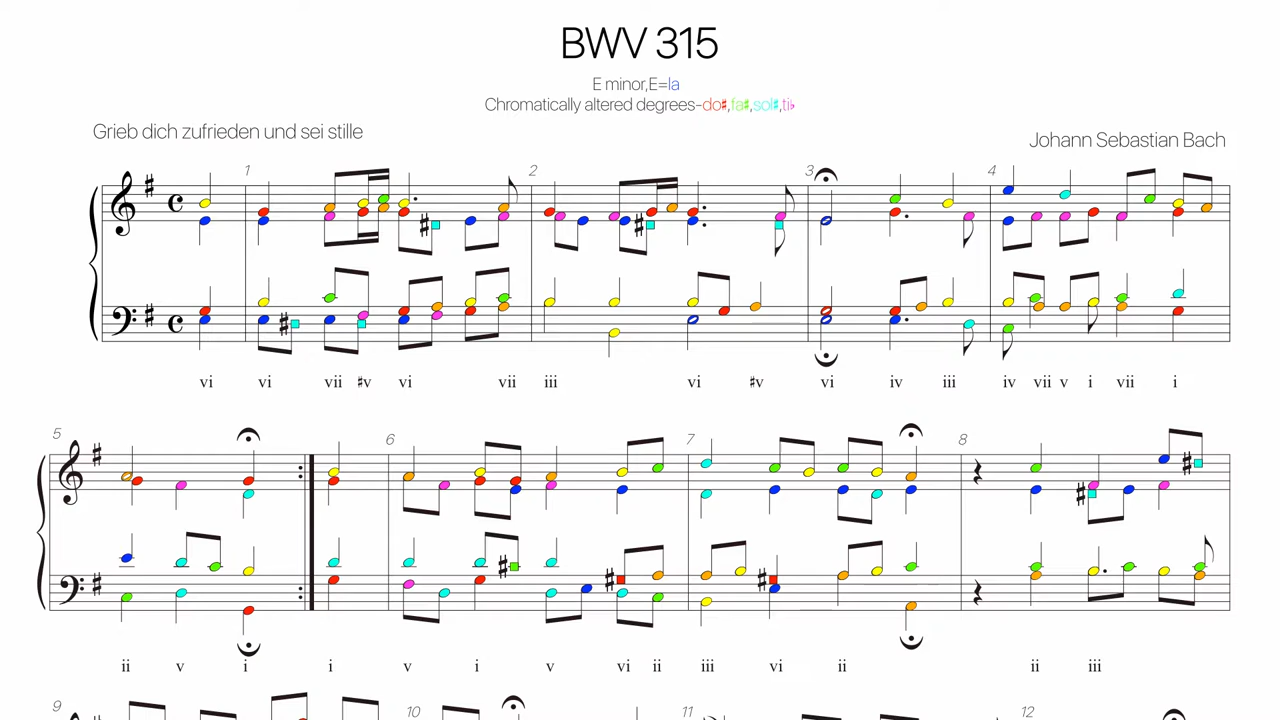 BWV 315
E minor,E=la
Chromatically altered degrees-do♯,fa♯,sol♯,ti♭
Grieb dich zufrieden und sei stille
Johann Sebastian Bach
1 2 3 4
vi vi vii ♯v vi vii iii vi ♯v vi iv iii iv vii v i vii i
5 6 7 8
ii v i i v i v vi ii iii vi ii ii iii
9 10 11 12